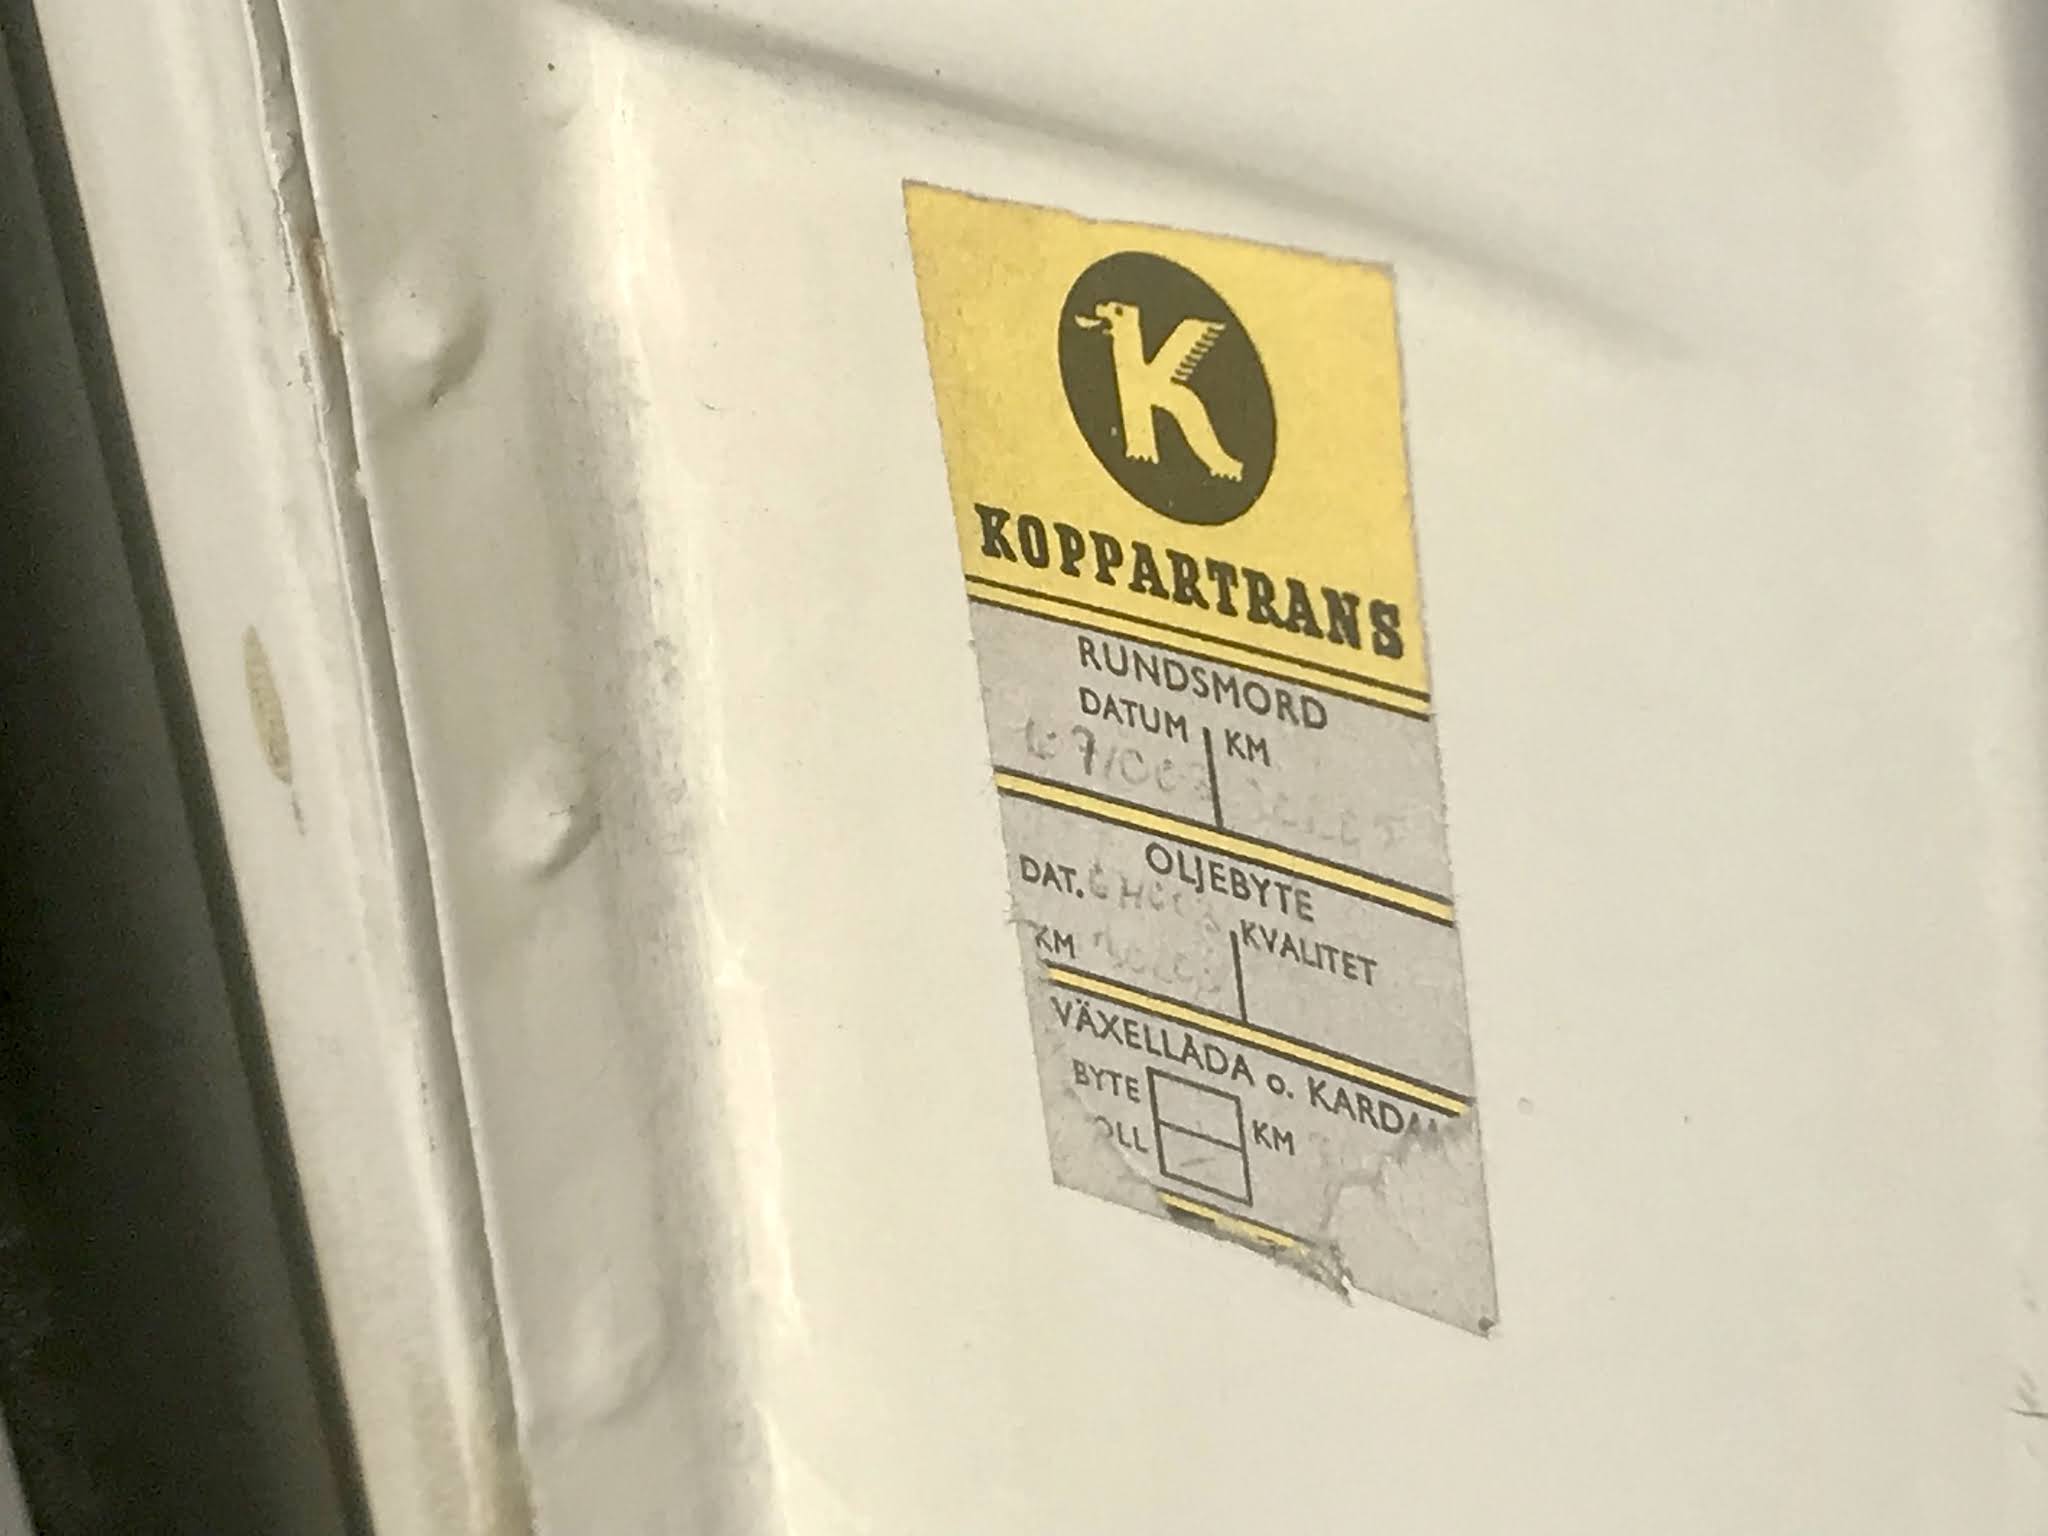 K
KOPPARTRANS
RUNDSMORD
DATUM KM
OLJEBYTE
DAT.
KVALITET
KM
VÄXELLÅDA o. KARDAN
BYTE
KM